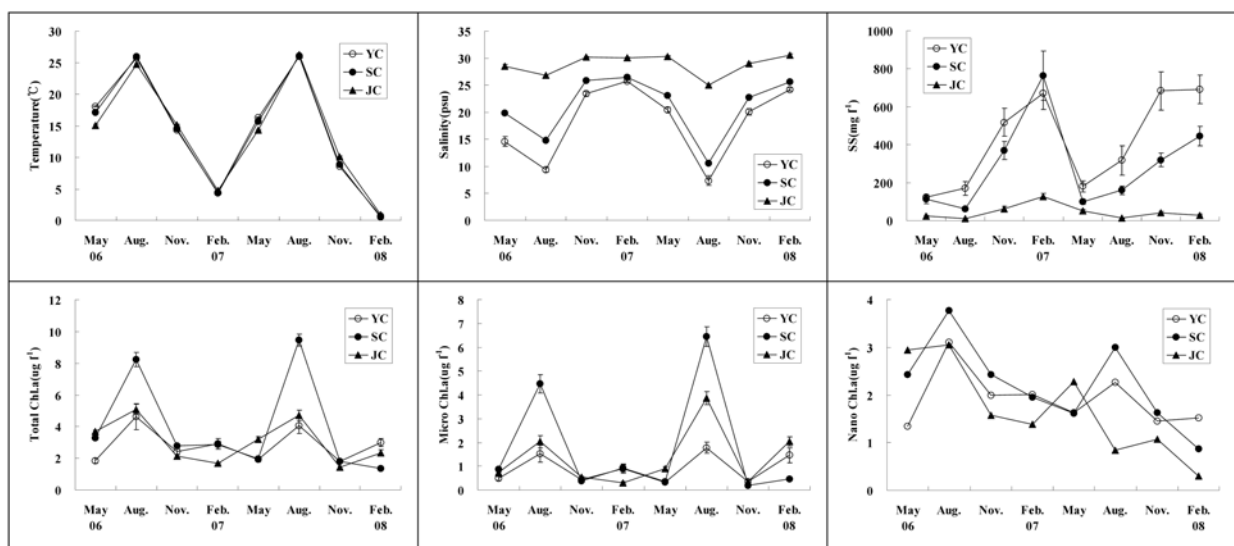 30
25
20
15
10
5
0
Temperature(℃)
YC
SC
JC
May Aug. Nov. Feb. May Aug. Nov. Feb.
06 07 08
35
30
25
20
15
10
5
0
Salinity(psu)
YC
SC
JC
May Aug. Nov. Feb. May Aug. Nov. Feb.
06 07 08
1000
800
600
400
200
0
SS(mg l⁻¹)
YC
SC
JC
May Aug. Nov. Feb. May Aug. Nov. Feb.
06 07 08
12
10
8
6
4
2
0
Total Chl.a(ug l⁻¹)
YC
SC
JC
May Aug. Nov. Feb. May Aug. Nov. Feb.
06 07 08
8
7
6
5
4
3
2
1
0
Micro Chl.a(ug l⁻¹)
YC
SC
JC
May Aug. Nov. Feb. May Aug. Nov. Feb.
06 07 08
4
3
2
1
0
Nano Chl.a(ug l⁻¹)
YC
SC
JC
May Aug. Nov. Feb. May Aug. Nov. Feb.
06 07 08